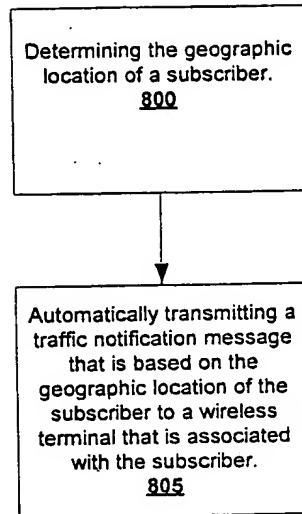 Determining the geographic
location of a subscriber.
800
Automatically transmitting a
traffic notification message
that is based on the
geographic location of the
subscriber to a wireless
terminal that is associated
with the subscriber.
805